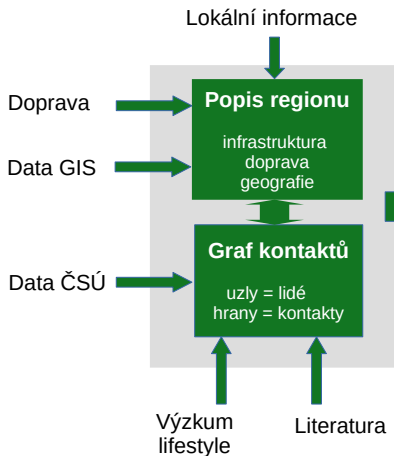 Lokální informace
Doprava
Popis regionu
infrastruktura
doprava
geografie
Data GIS
Graf kontaktů
uzly = lidé
hrany = kontakty
Data ČSÚ
Výzkum
lifestyle
Literatura